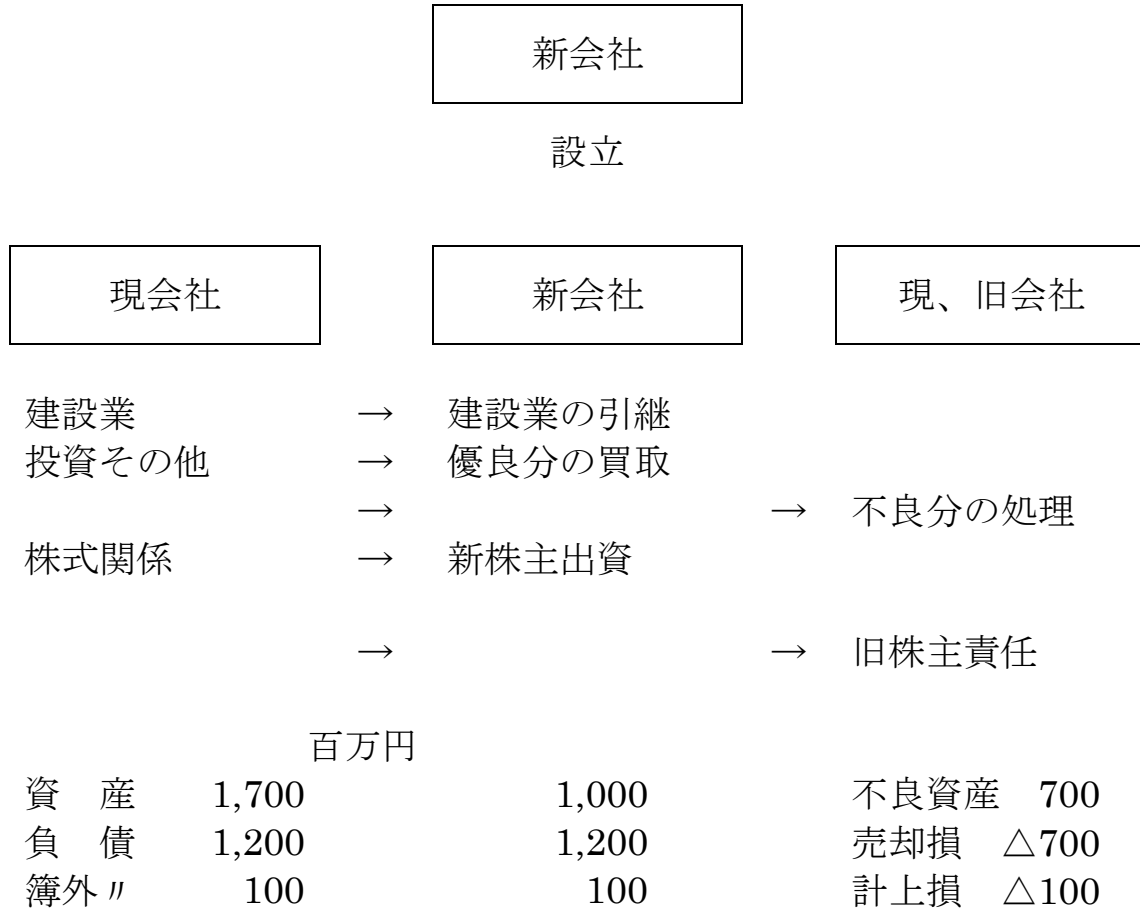 新会社
設立
現会社 新会社 現、旧会社
建設業 → 建設業の引継
投資その他 → 優良分の買取
→ → 不良分の処理
株式関係 → 新株主出資
→ → 旧株主責任
百万円
資 産 1,700 1,000 不良資産 700
負 債 1,200 1,200 売却損 △700
簿外〃 100 100 計上損 △100